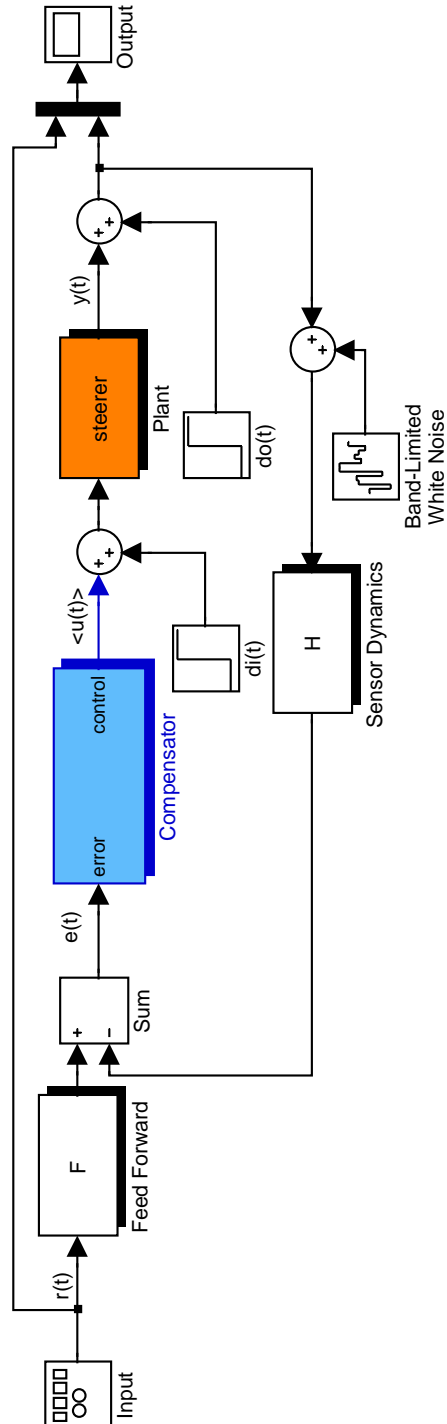 Input
r(t)
F
Feed Forward
+
−
Sum
e(t)
error
control
Compensator
<u(t)>
+
+
di(t)
steerer
Plant
y(t)
+
+
do(t)
Output
H
Sensor Dynamics
+
+
Band-Limited
White Noise